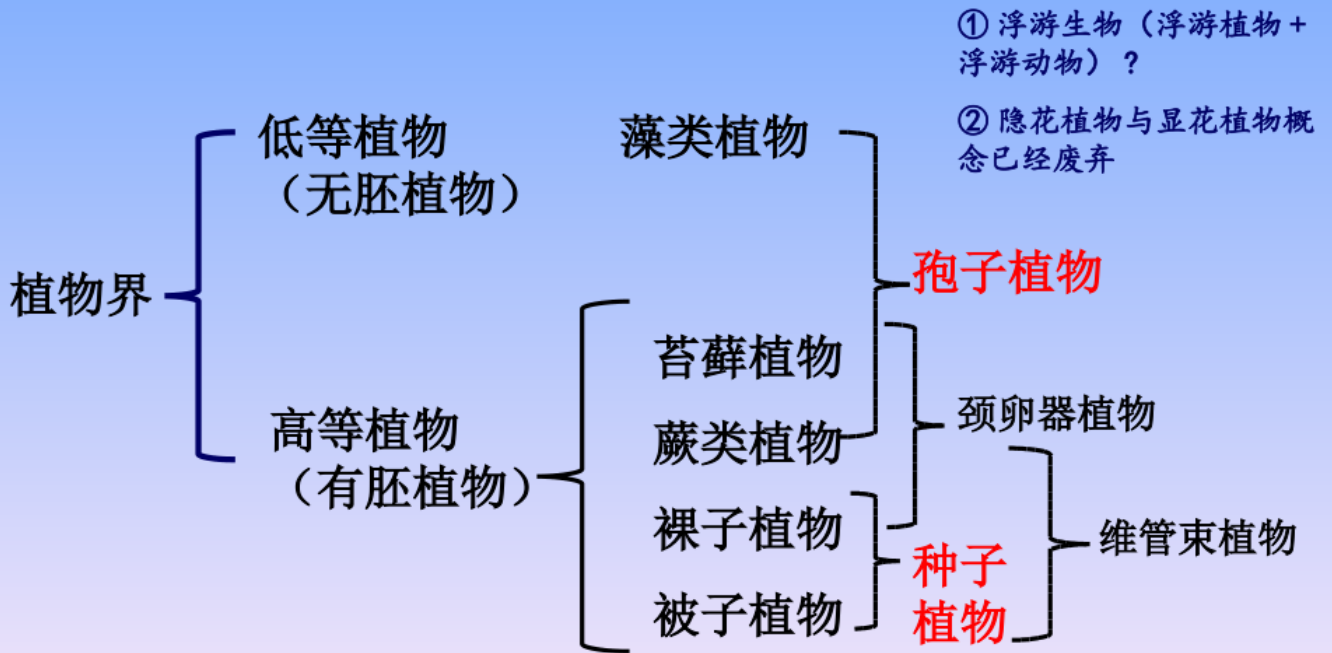 ① 浮游生物（浮游植物+
浮游动物）？
② 隐花植物与显花植物概
念已经废弃
低等植物
（无胚植物）
藻类植物
植物界
孢子植物
苔藓植物
高等植物
（有胚植物）
蕨类植物
颈卵器植物
裸子植物
种子
植物
维管束植物
被子植物